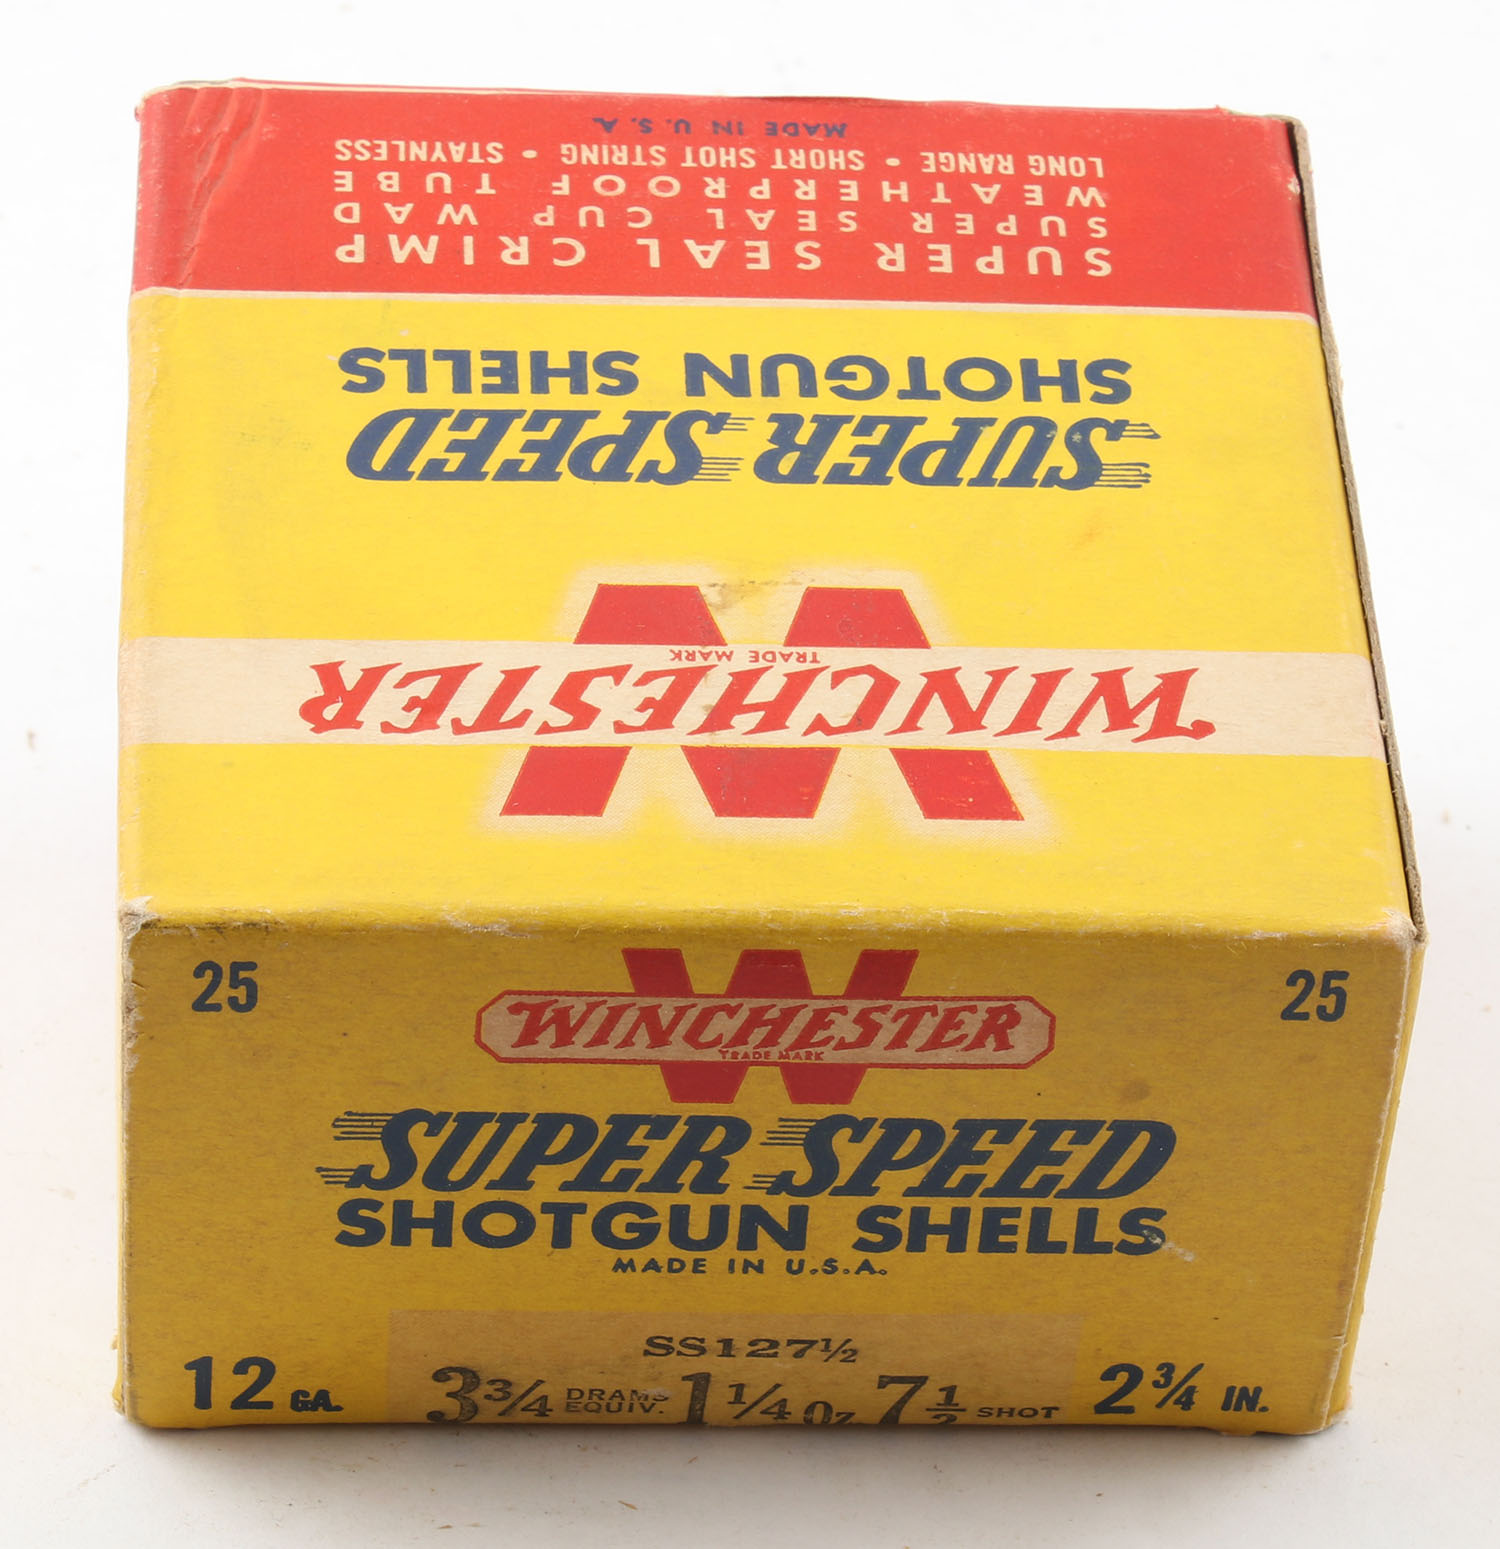 MADE IN U.S.A.
LONG RANGE • SHORT SHOT STRING • STAYNLESS
WEATHERPROOF TUBE
SUPER SEAL CUP WAD
SUPER SEAL CRIMP
SHOTGUN SHELLS
SUPER SPEED
W
TRADE MARK
WINCHESTER
25
W
25
WINCHESTER
TRADE MARK
SUPER SPEED
SHOTGUN SHELLS
MADE IN U.S.A.
SS127½
12 GA. 3¾ DRAMS EQUIV. 1¼ Oz. 7½ SHOT 2¾ IN.